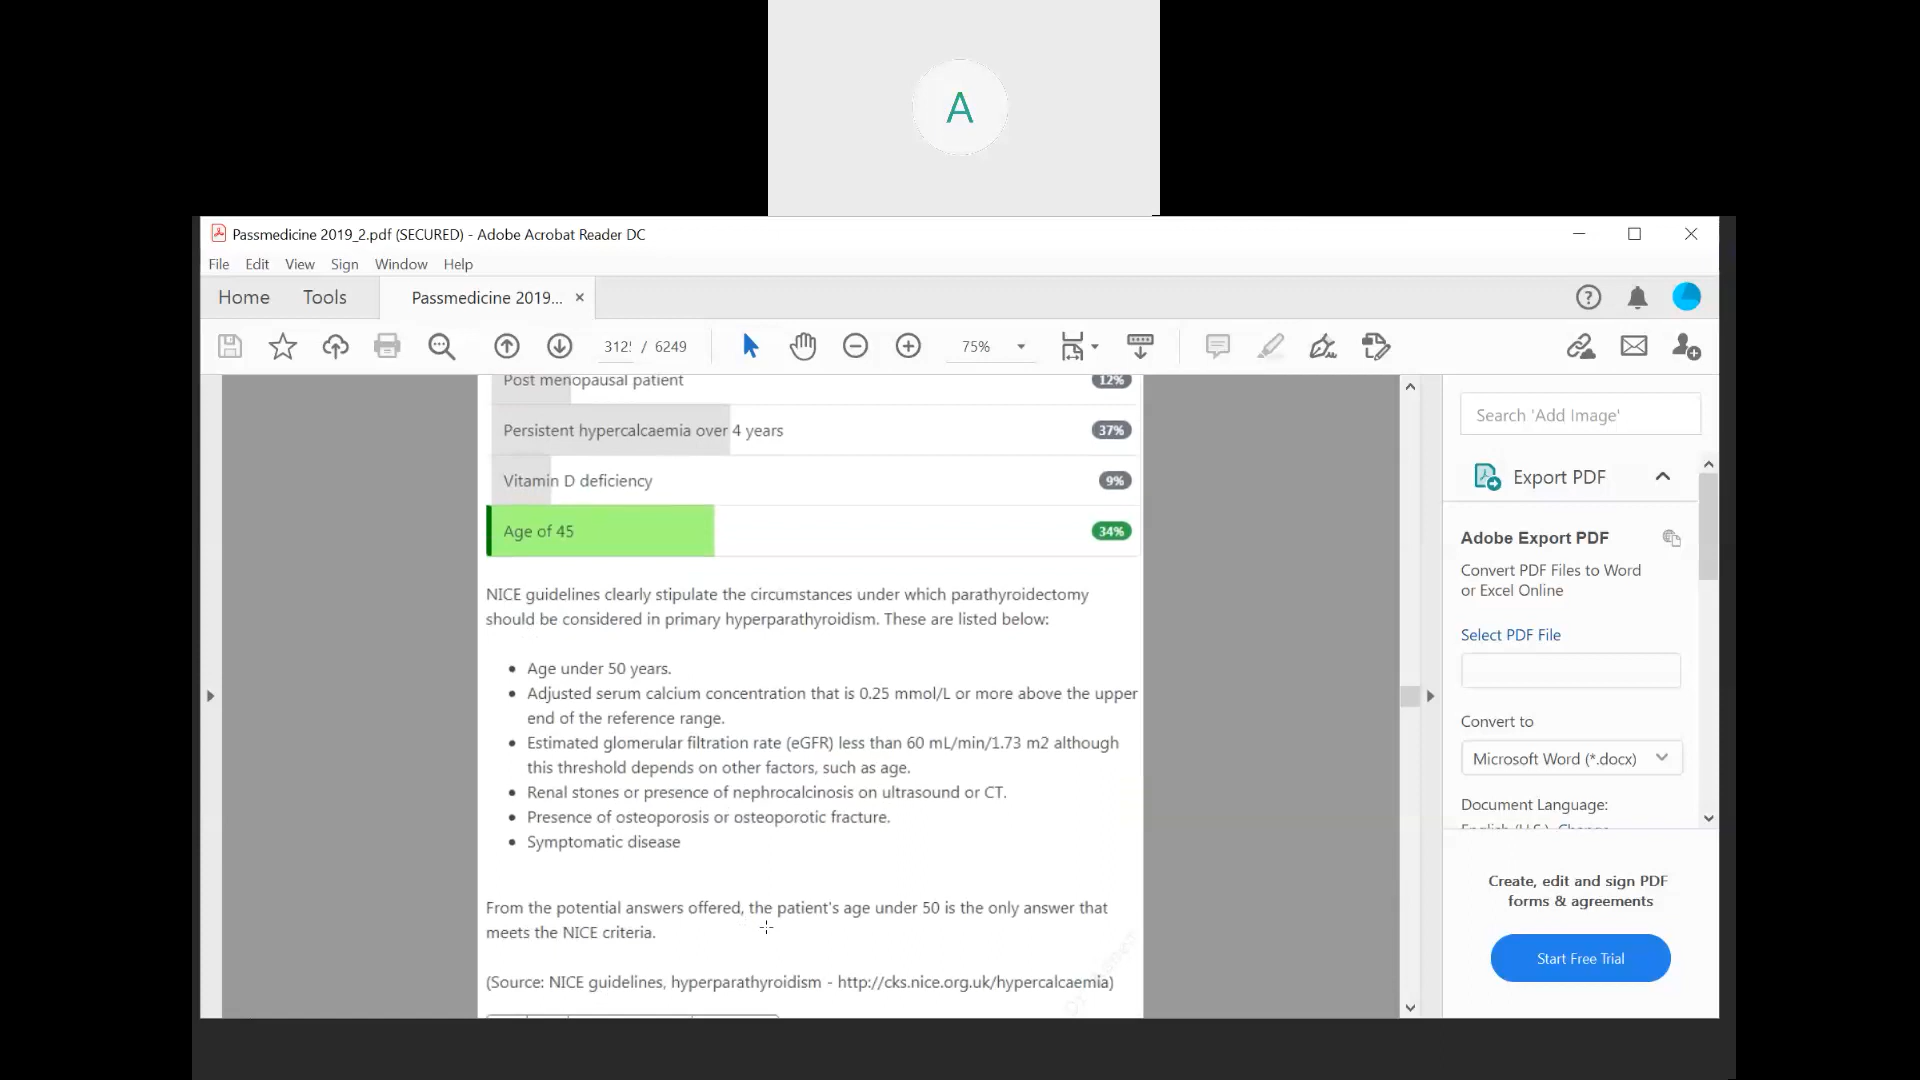 A
Passmedicine 2019_2.pdf (SECURED) - Adobe Acrobat Reader DC
File Edit View Sign Window Help
Home Tools Passmedicine 2019... ×
/ 6249 75%
Post menopausal patient 12%
Persistent hypercalcaemia over 4 years 37%
Vitamin D deficiency 9%
Age of 45 34%
NICE guidelines clearly stipulate the circumstances under which parathyroidectomy
should be considered in primary hyperparathyroidism. These are listed below:
• Age under 50 years.
• Adjusted serum calcium concentration that is 0.25 mmol/L or more above the upper
end of the reference range.
• Estimated glomerular filtration rate (eGFR) less than 60 mL/min/1.73 m2 although
this threshold depends on other factors, such as age.
• Renal stones or presence of nephrocalcinosis on ultrasound or CT.
• Presence of osteoporosis or osteoporotic fracture.
• Symptomatic disease
From the potential answers offered, the patient's age under 50 is the only answer that
meets the NICE criteria.
(Source: NICE guidelines, hyperparathyroidism - http://cks.nice.org.uk/hypercalcaemia)
Search 'Add Image'
Export PDF
Adobe Export PDF
Convert PDF Files to Word
or Excel Online
Select PDF File
Convert to
Microsoft Word (*.docx)
Document Language:
Create, edit and sign PDF
forms & agreements
Start Free Trial